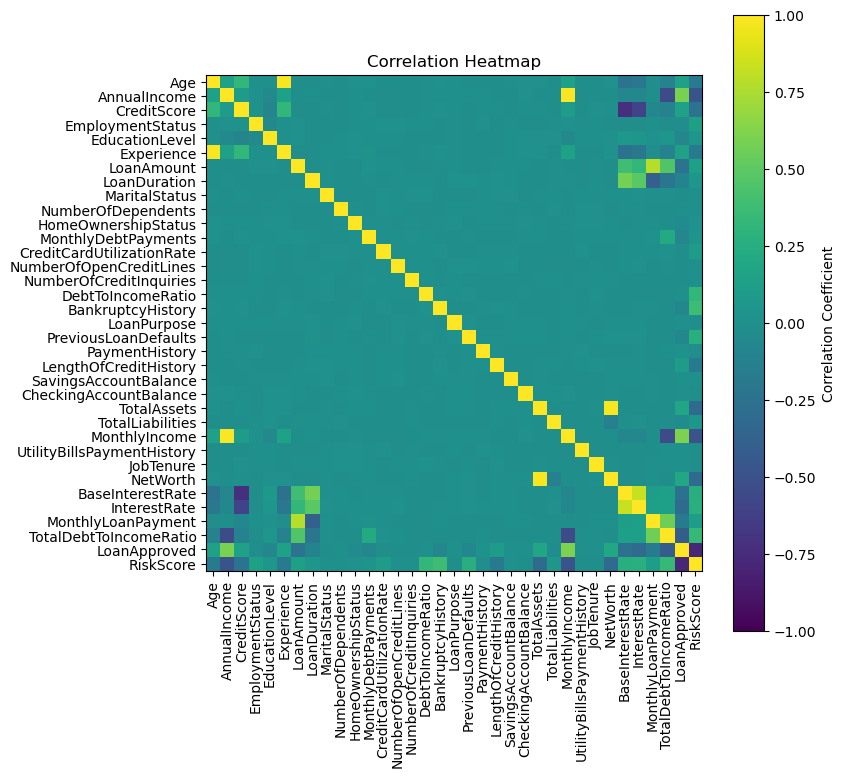 Correlation Heatmap
Age
AnnualIncome
CreditScore
EmploymentStatus
EducationLevel
Experience
LoanAmount
LoanDuration
MaritalStatus
NumberOfDependents
HomeOwnershipStatus
MonthlyDebtPayments
CreditCardUtilizationRate
NumberOfOpenCreditLines
NumberOfCreditInquiries
DebtToIncomeRatio
BankruptcyHistory
LoanPurpose
PreviousLoanDefaults
PaymentHistory
LengthOfCreditHistory
SavingsAccountBalance
CheckingAccountBalance
TotalAssets
TotalLiabilities
MonthlyIncome
UtilityBillsPaymentHistory
JobTenure
NetWorth
BaseInterestRate
InterestRate
MonthlyLoanPayment
TotalDebtToIncomeRatio
LoanApproved
RiskScore
Age
AnnualIncome
CreditScore
EmploymentStatus
EducationLevel
Experience
LoanAmount
LoanDuration
MaritalStatus
NumberOfDependents
HomeOwnershipStatus
MonthlyDebtPayments
CreditCardUtilizationRate
NumberOfOpenCreditLines
NumberOfCreditInquiries
DebtToIncomeRatio
BankruptcyHistory
LoanPurpose
PreviousLoanDefaults
PaymentHistory
LengthOfCreditHistory
SavingsAccountBalance
CheckingAccountBalance
TotalAssets
TotalLiabilities
MonthlyIncome
UtilityBillsPaymentHistory
JobTenure
NetWorth
BaseInterestRate
InterestRate
MonthlyLoanPayment
TotalDebtToIncomeRatio
LoanApproved
RiskScore
1.00
0.75
0.50
0.25
0.00
−0.25
−0.50
−0.75
−1.00
Correlation Coefficient